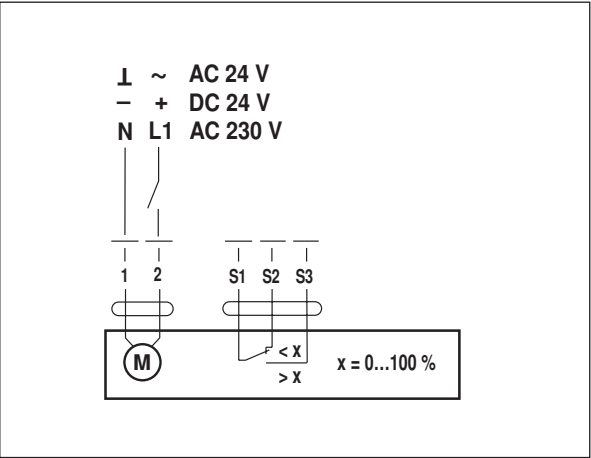 ⊥ ~ AC 24 V
− + DC 24 V
N L1 AC 230 V
1 2 S1 S2 S3
M
< X
> X
x = 0...100 %